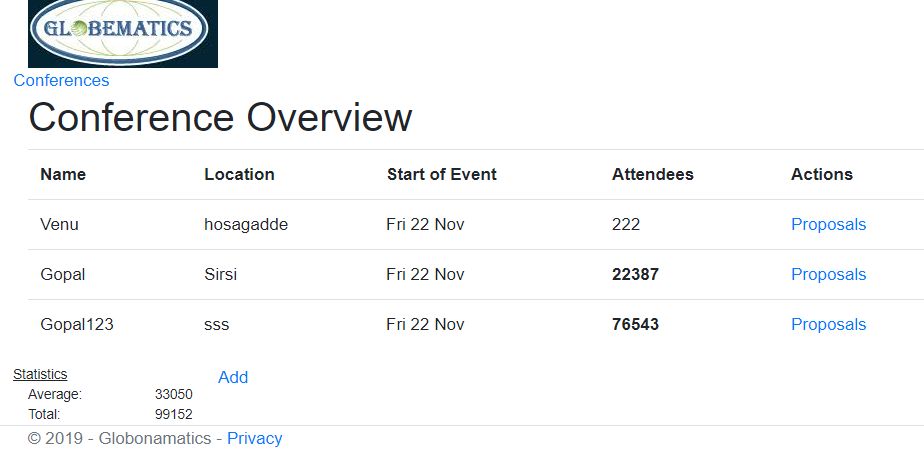 GLOBEMATICS
Conferences
Conference Overview
Name Location Start of Event Attendees Actions
Venu hosagadde Fri 22 Nov 222 Proposals
Gopal Sirsi Fri 22 Nov 22387 Proposals
Gopal123 sss Fri 22 Nov 76543 Proposals
Statistics Add
Average: 33050
Total: 99152
© 2019 - Globonamatics - Privacy